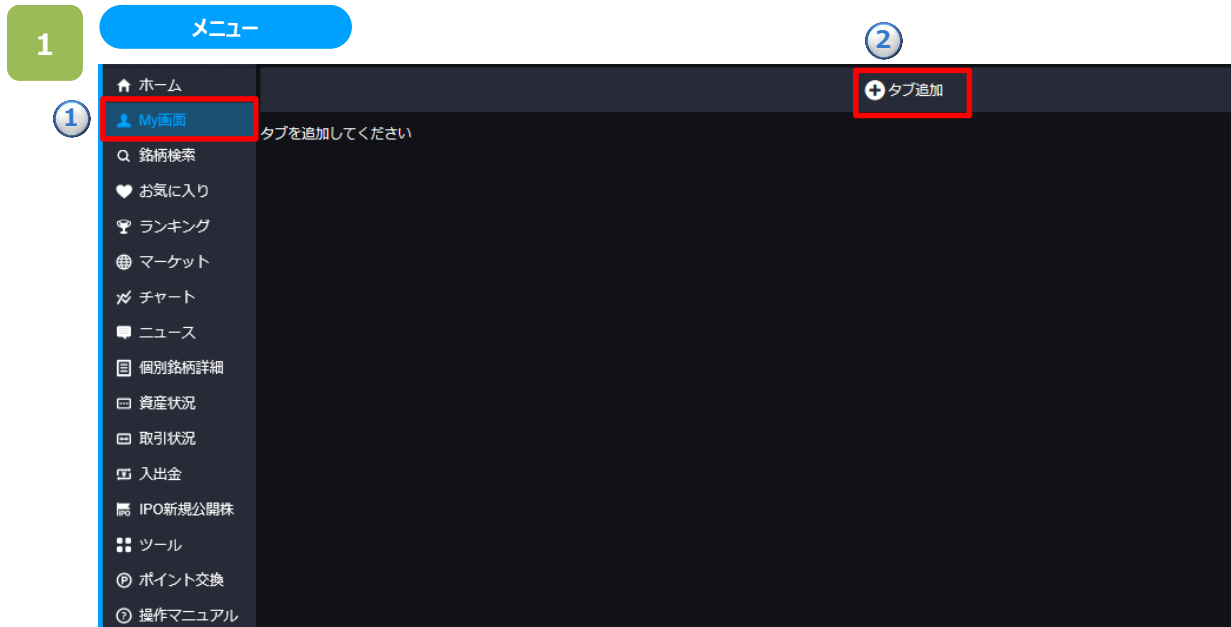 1
メニュー
2
ホーム
タブ追加
1
My画面
タブを追加してください
銘柄検索
お気に入り
ランキング
マーケット
チャート
ニュース
個別銘柄詳細
資産状況
取引状況
入出金
IPO新規公開株
ツール
ポイント交換
操作マニュアル